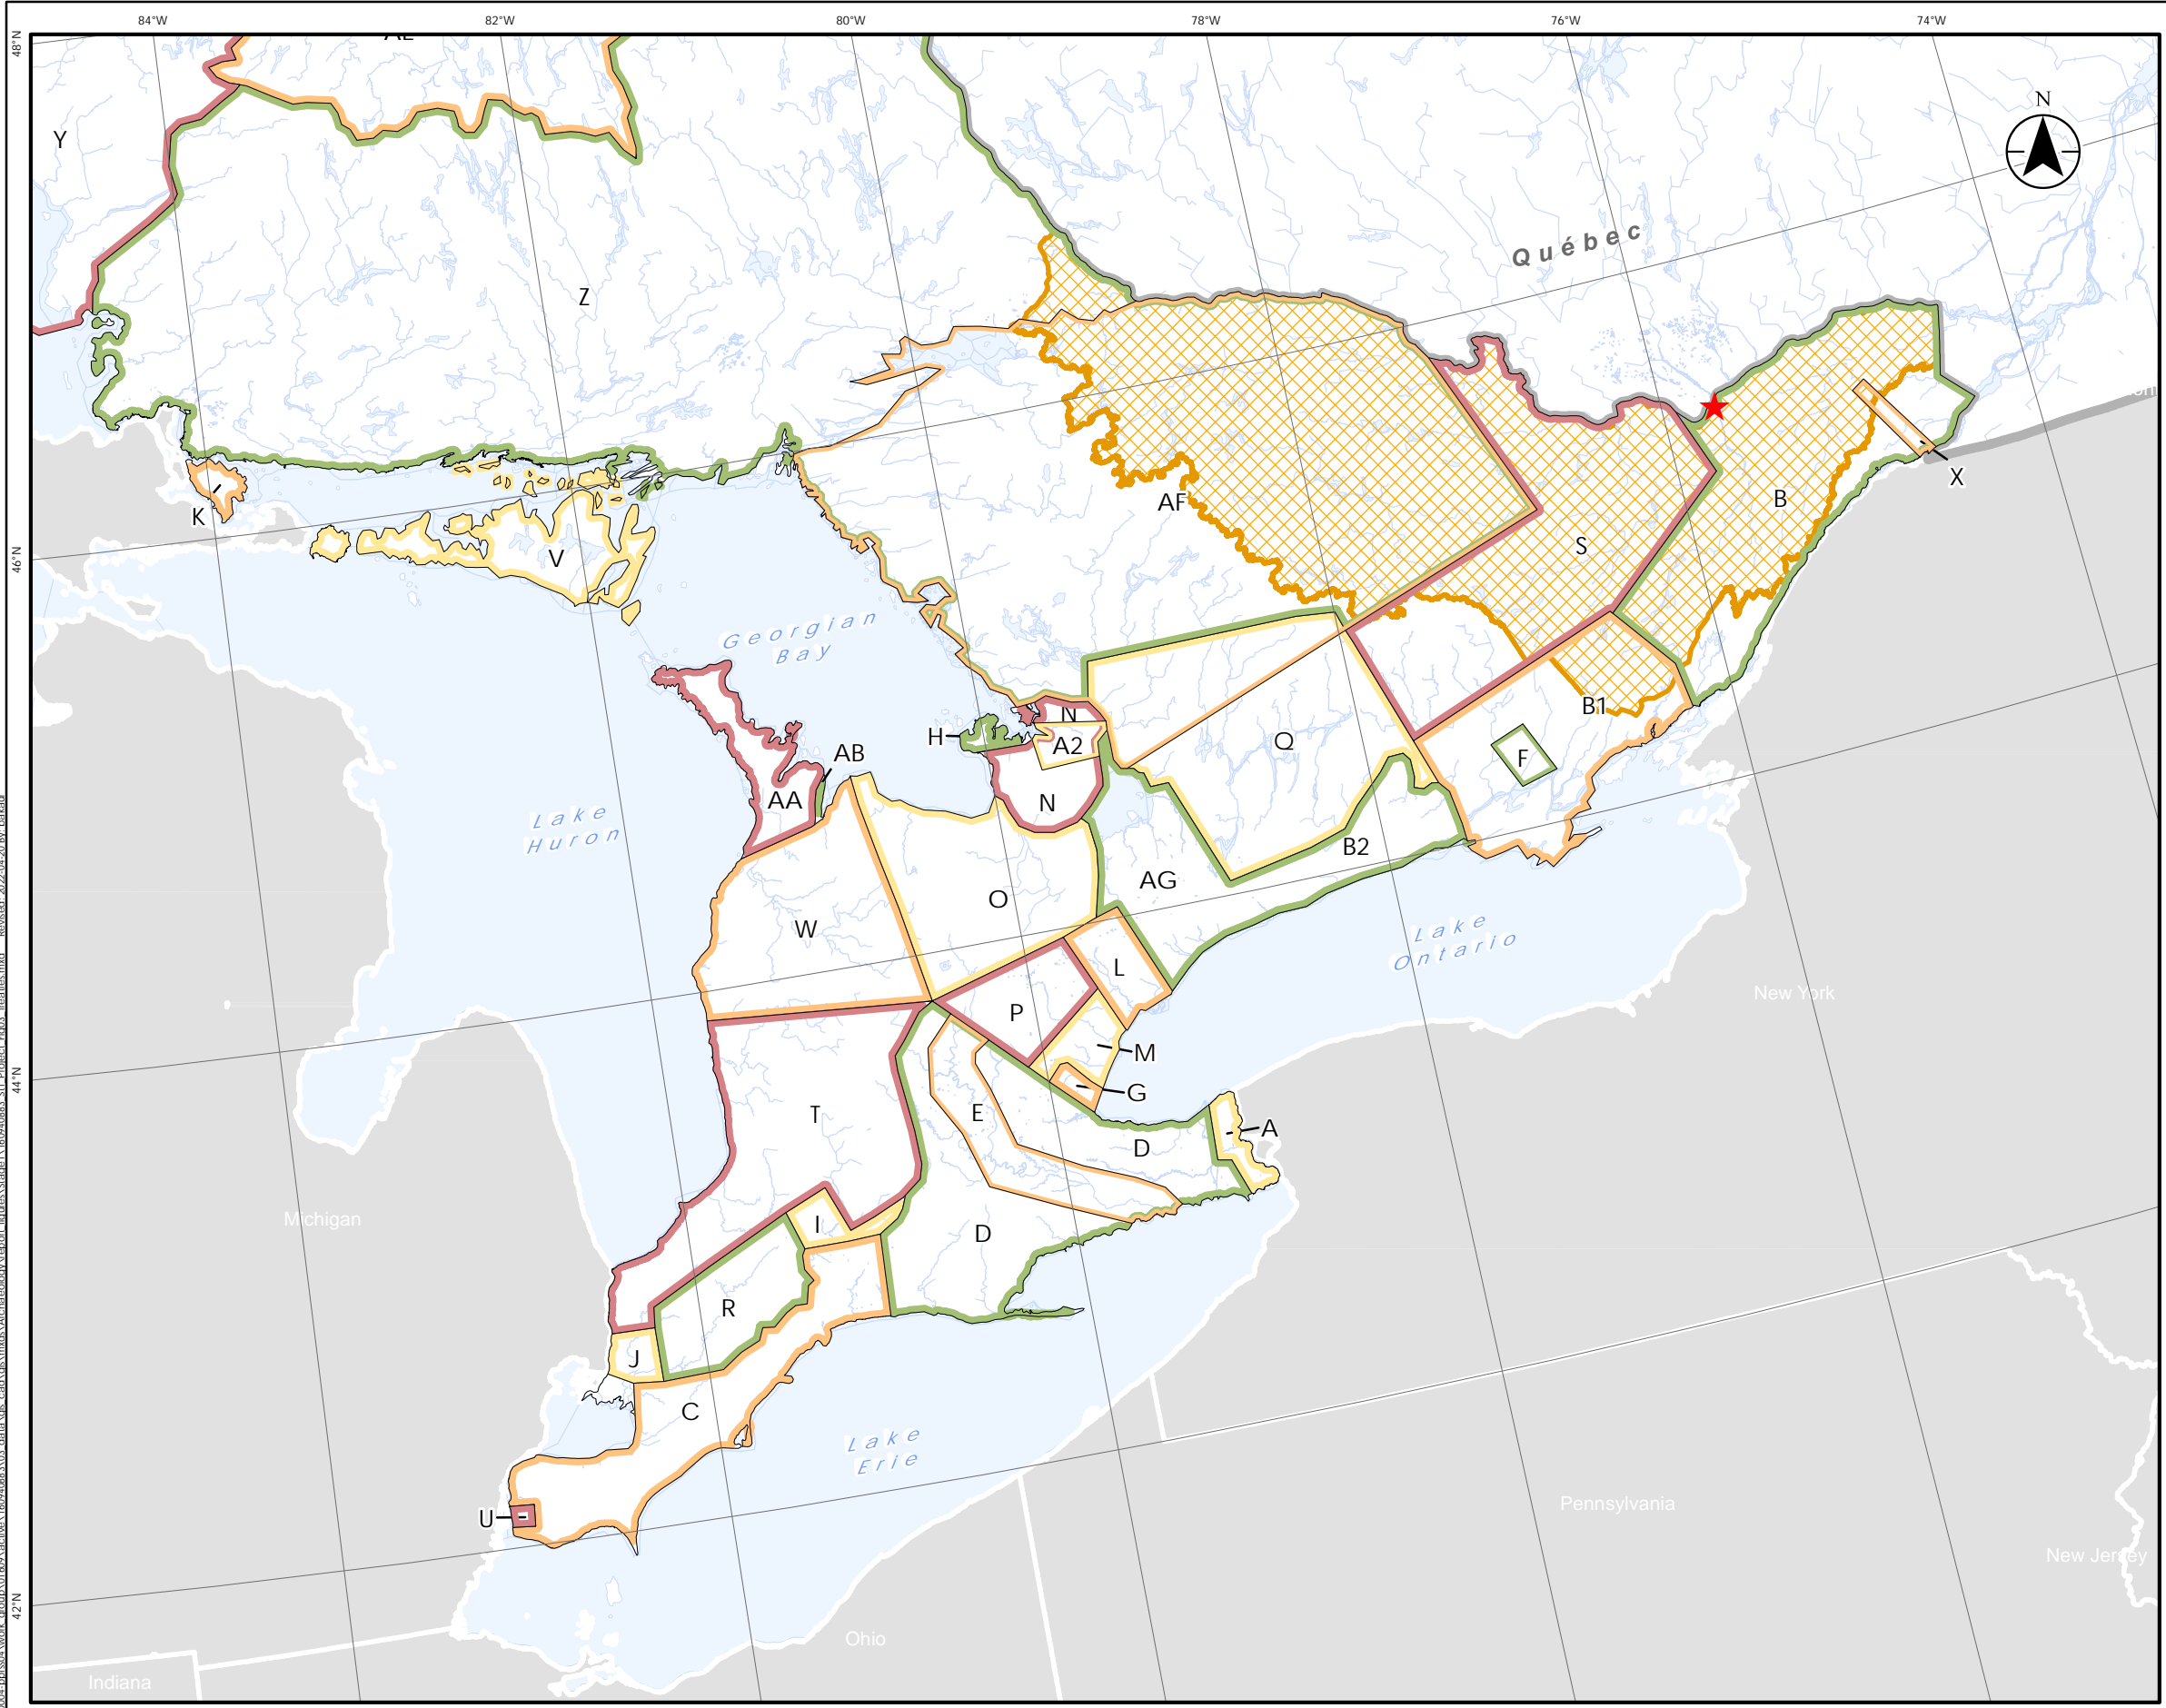 84°W
82°W
80°W
78°W
76°W
74°W
48°N
N
Y
Québec
Z
K
V
AF
S
B
X
46°N
Georgian
Bay
B1
H
N
A2
Q
F
AB
AA
N
Lake
Huron
B2
AG
O
W
Lake
Ontario
L
New York
P
M
44°N
G
T
E
A
D
Michigan
I
D
R
J
C
Lake
Erie
U
Pennsylvania
New Jersey
42°N
Ohio
Indiana